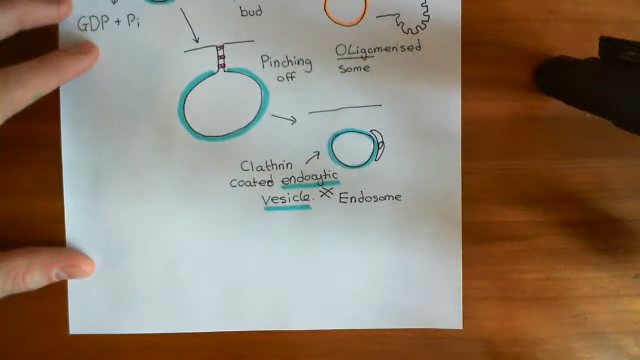 GDP + Pi
bud
OLigomerised
some
Pinching
off
Clathrin
coated endocytic
vesicle. × Endosome